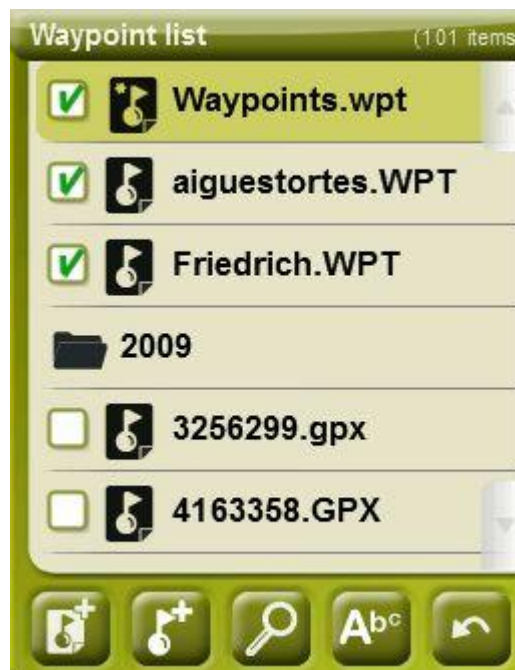 Waypoint list (101 items
Waypoints.wpt
aiguestortes.WPT
Friedrich.WPT
2009
3256299.gpx
4163358.GPX
Abc